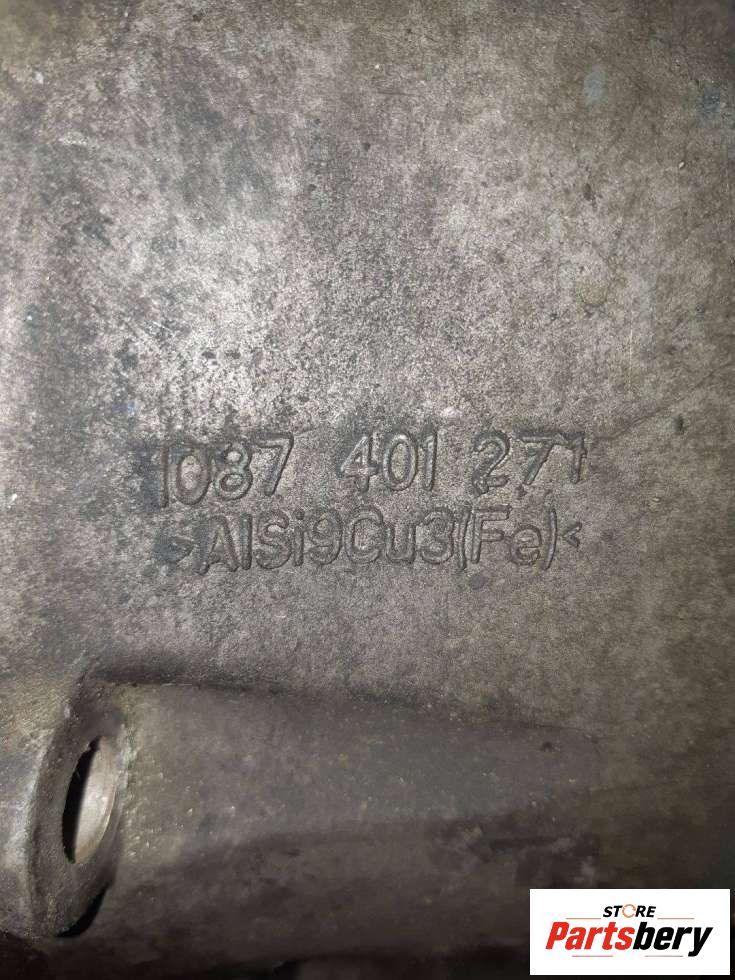 1087 401 271
>AlSi9Cu3(Fe)<
STORE
Partsbery